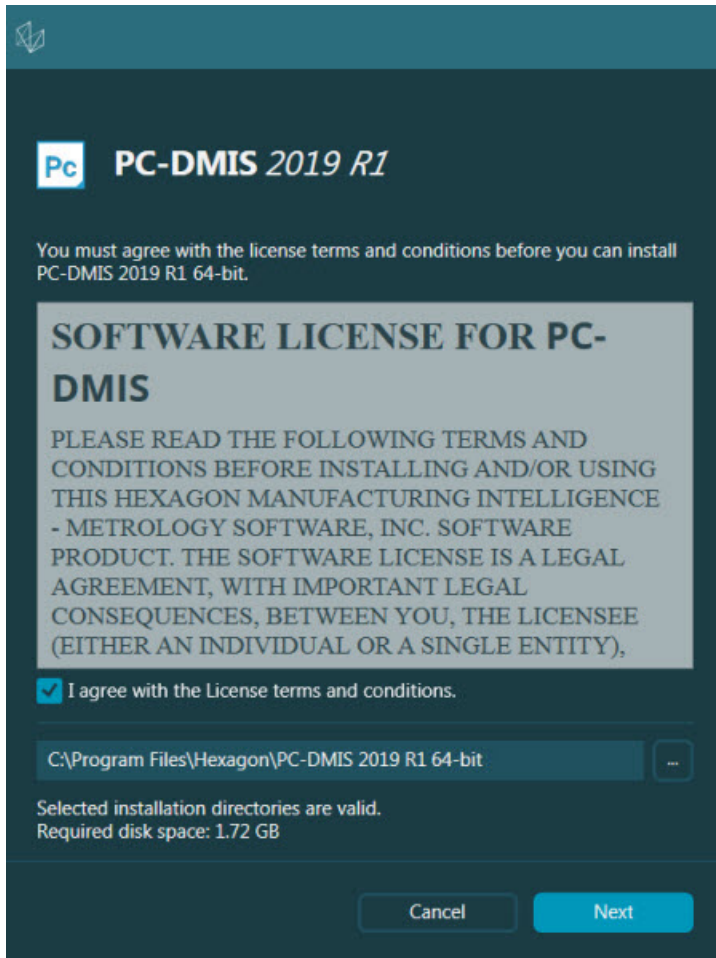 Pc
PC-DMIS 2019 R1
You must agree with the license terms and conditions before you can install
PC-DMIS 2019 R1 64-bit.
SOFTWARE LICENSE FOR PC-
DMIS
PLEASE READ THE FOLLOWING TERMS AND
CONDITIONS BEFORE INSTALLING AND/OR USING
THIS HEXAGON MANUFACTURING INTELLIGENCE
- METROLOGY SOFTWARE, INC. SOFTWARE
PRODUCT. THE SOFTWARE LICENSE IS A LEGAL
AGREEMENT, WITH IMPORTANT LEGAL
CONSEQUENCES, BETWEEN YOU, THE LICENSEE
(EITHER AN INDIVIDUAL OR A SINGLE ENTITY),
I agree with the License terms and conditions.
C:\Program Files\Hexagon\PC-DMIS 2019 R1 64-bit
...
Selected installation directories are valid.
Required disk space: 1.72 GB
Cancel
Next